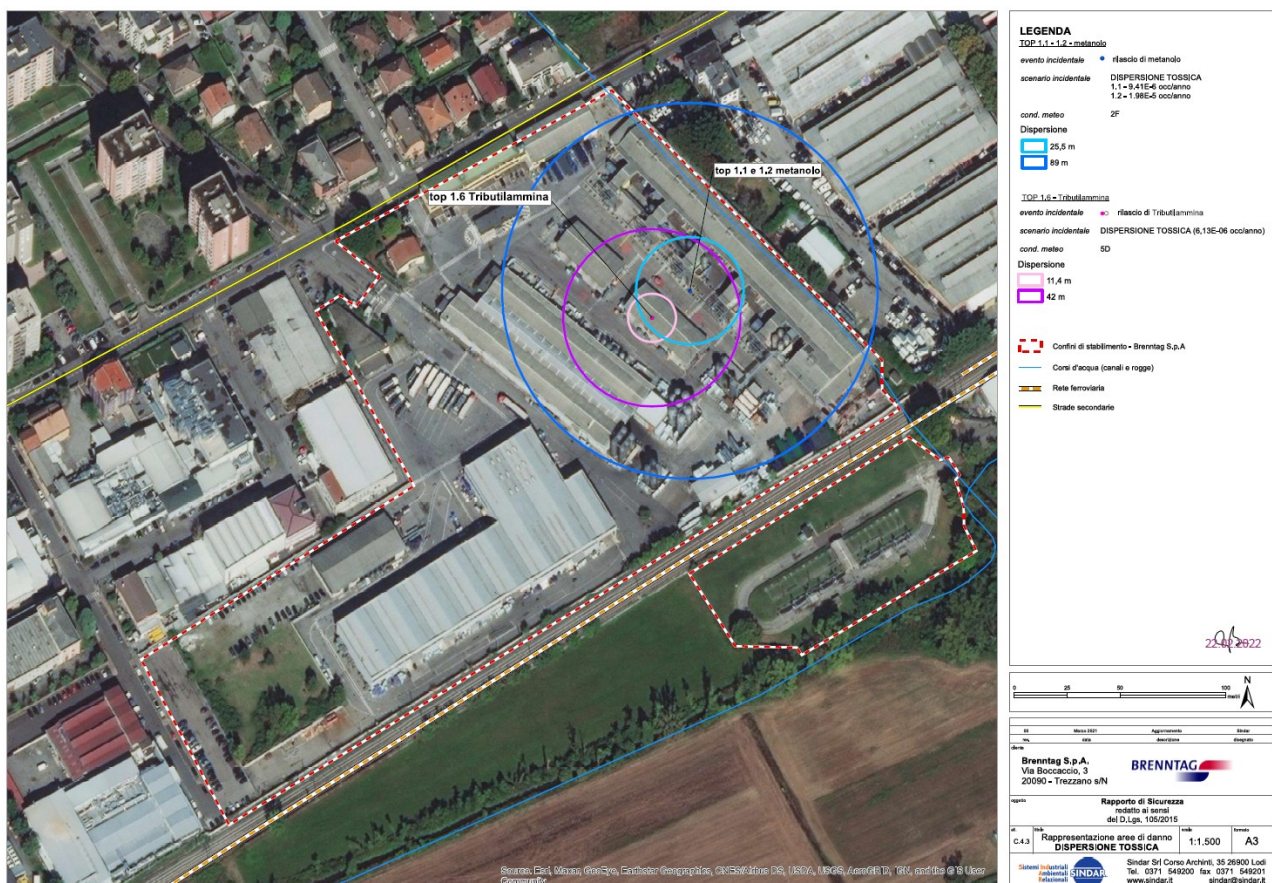 top 1.6 Tributilammina
top 1.1 e 1.2 metanolo
Source: Esri, Maxar, GeoEye, Earthstar Geographics, CNES/Airbus DS, USDA, USGS, AeroGRID, IGN, and the GIS User
Community
LEGENDA
TOP 1.1 - 1.2 - metanolo
evento incidentale rilascio di metanolo
scenario incidentale DISPERSIONE TOSSICA
1.1 - 9.41E-6 occ/anno
1.2 - 1.98E-5 occ/anno
cond. meteo 2F
Dispersione
25,5 m
89 m
TOP 1.6 - Tributilammina
evento incidentale rilascio di Tributilammina
scenario incidentale DISPERSIONE TOSSICA (6,13E-06 occ/anno)
cond. meteo 5D
Dispersione
11,4 m
42 m
Confini di stabilimento - Brenntag S.p.A
Corsi d'acqua (canali e rogge)
Rete ferroviaria
Strade secondarie
22.02.2022
0 25 50 100
metri
N
Marzo 2021 Aggiornamento Sindar
rev. data descrizione disegnato
cliente
Brenntag S.p.A.
Via Boccaccio, 3
20090 - Trezzano s/N
BRENNTAG
oggetto
Rapporto di Sicurezza
redatto ai sensi
del D.Lgs. 105/2015
all. titolo scala formato
C.4.3 Rappresentazione aree di danno
DISPERSIONE TOSSICA
1:1.500 A3
Sistemi Industriali
Ambientali
Relazionali
SINDAR
Sindar Srl Corso Archinti, 35 26900 Lodi
Tel. 0371 549200 fax 0371 549201
www.sindar.it sindar@sindar.it